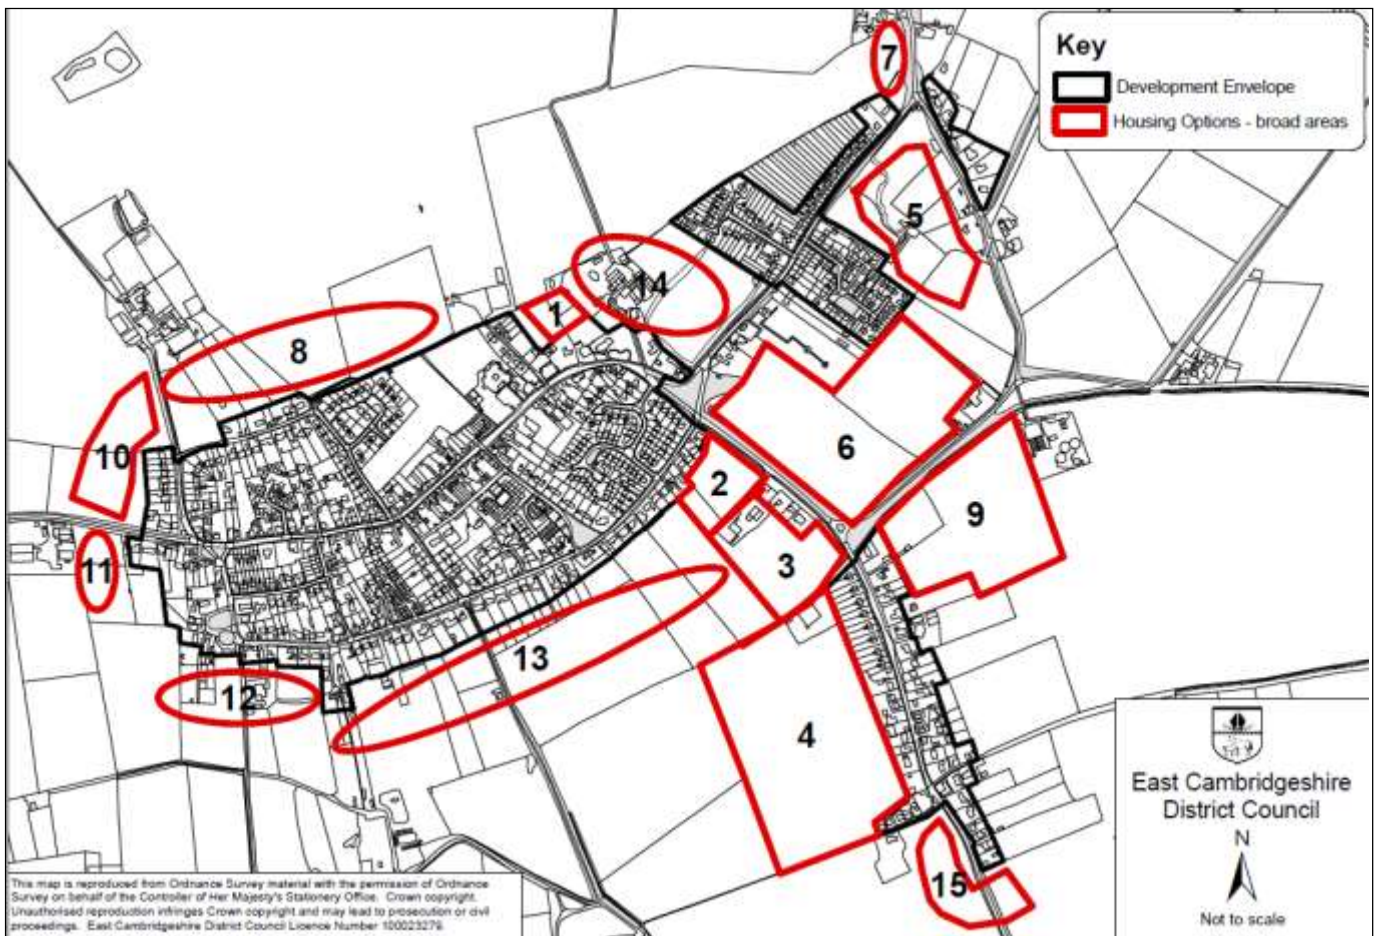 Key
Development Envelope
Housing Options - broad areas
7
5
14
1
8
10
6
2
9
3
11
13
12
4
15
East Cambridgeshire
District Council
N
Not to scale
This map is reproduced from Ordnance Survey material with the permission of Ordnance
Survey on behalf of the Controller of Her Majesty's Stationery Office. Crown copyright.
Unauthorised reproduction infringes Crown copyright and may lead to prosecution or civil
proceedings. East Cambridgeshire District Council Licence Number 100023279.